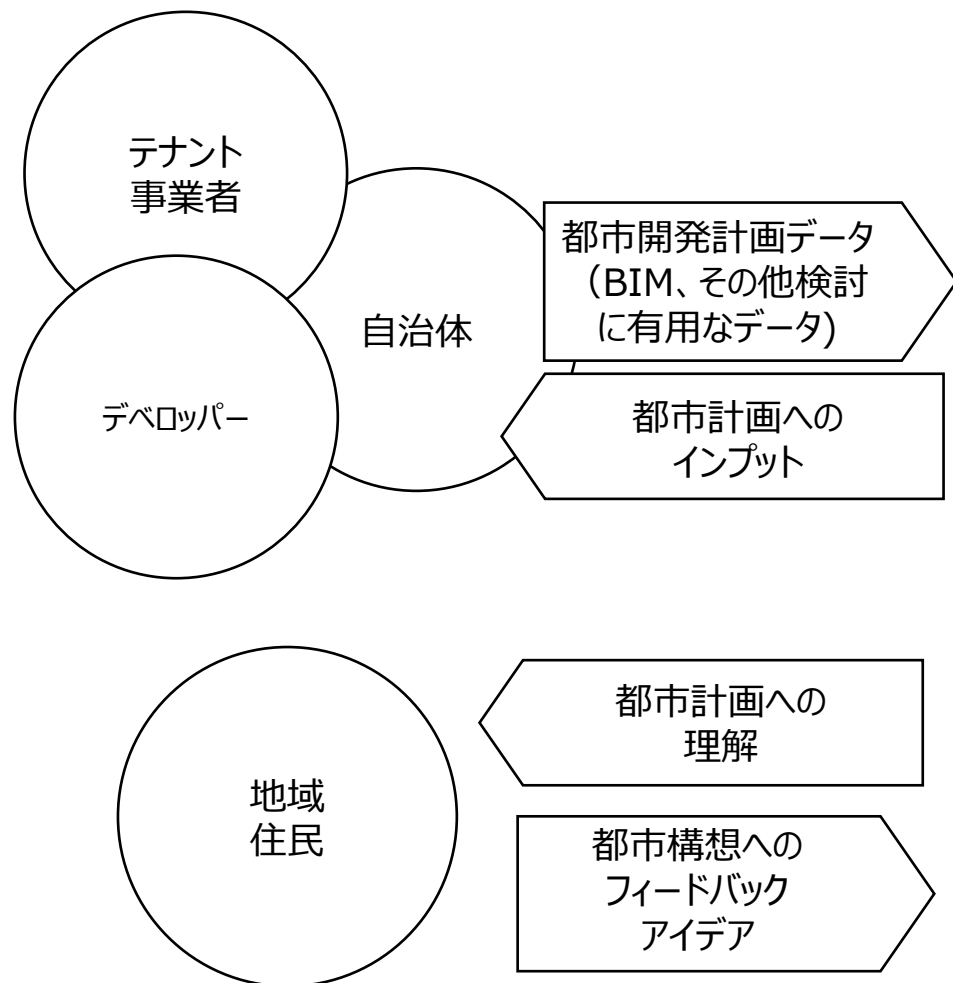 テナント
事業者
自治体
デベロッパー
都市開発計画データ
（BIM、その他検討
に有用なデータ)
都市計画への
インプット
地域
住民
都市計画への
理解
都市構想への
フィードバック
アイデア